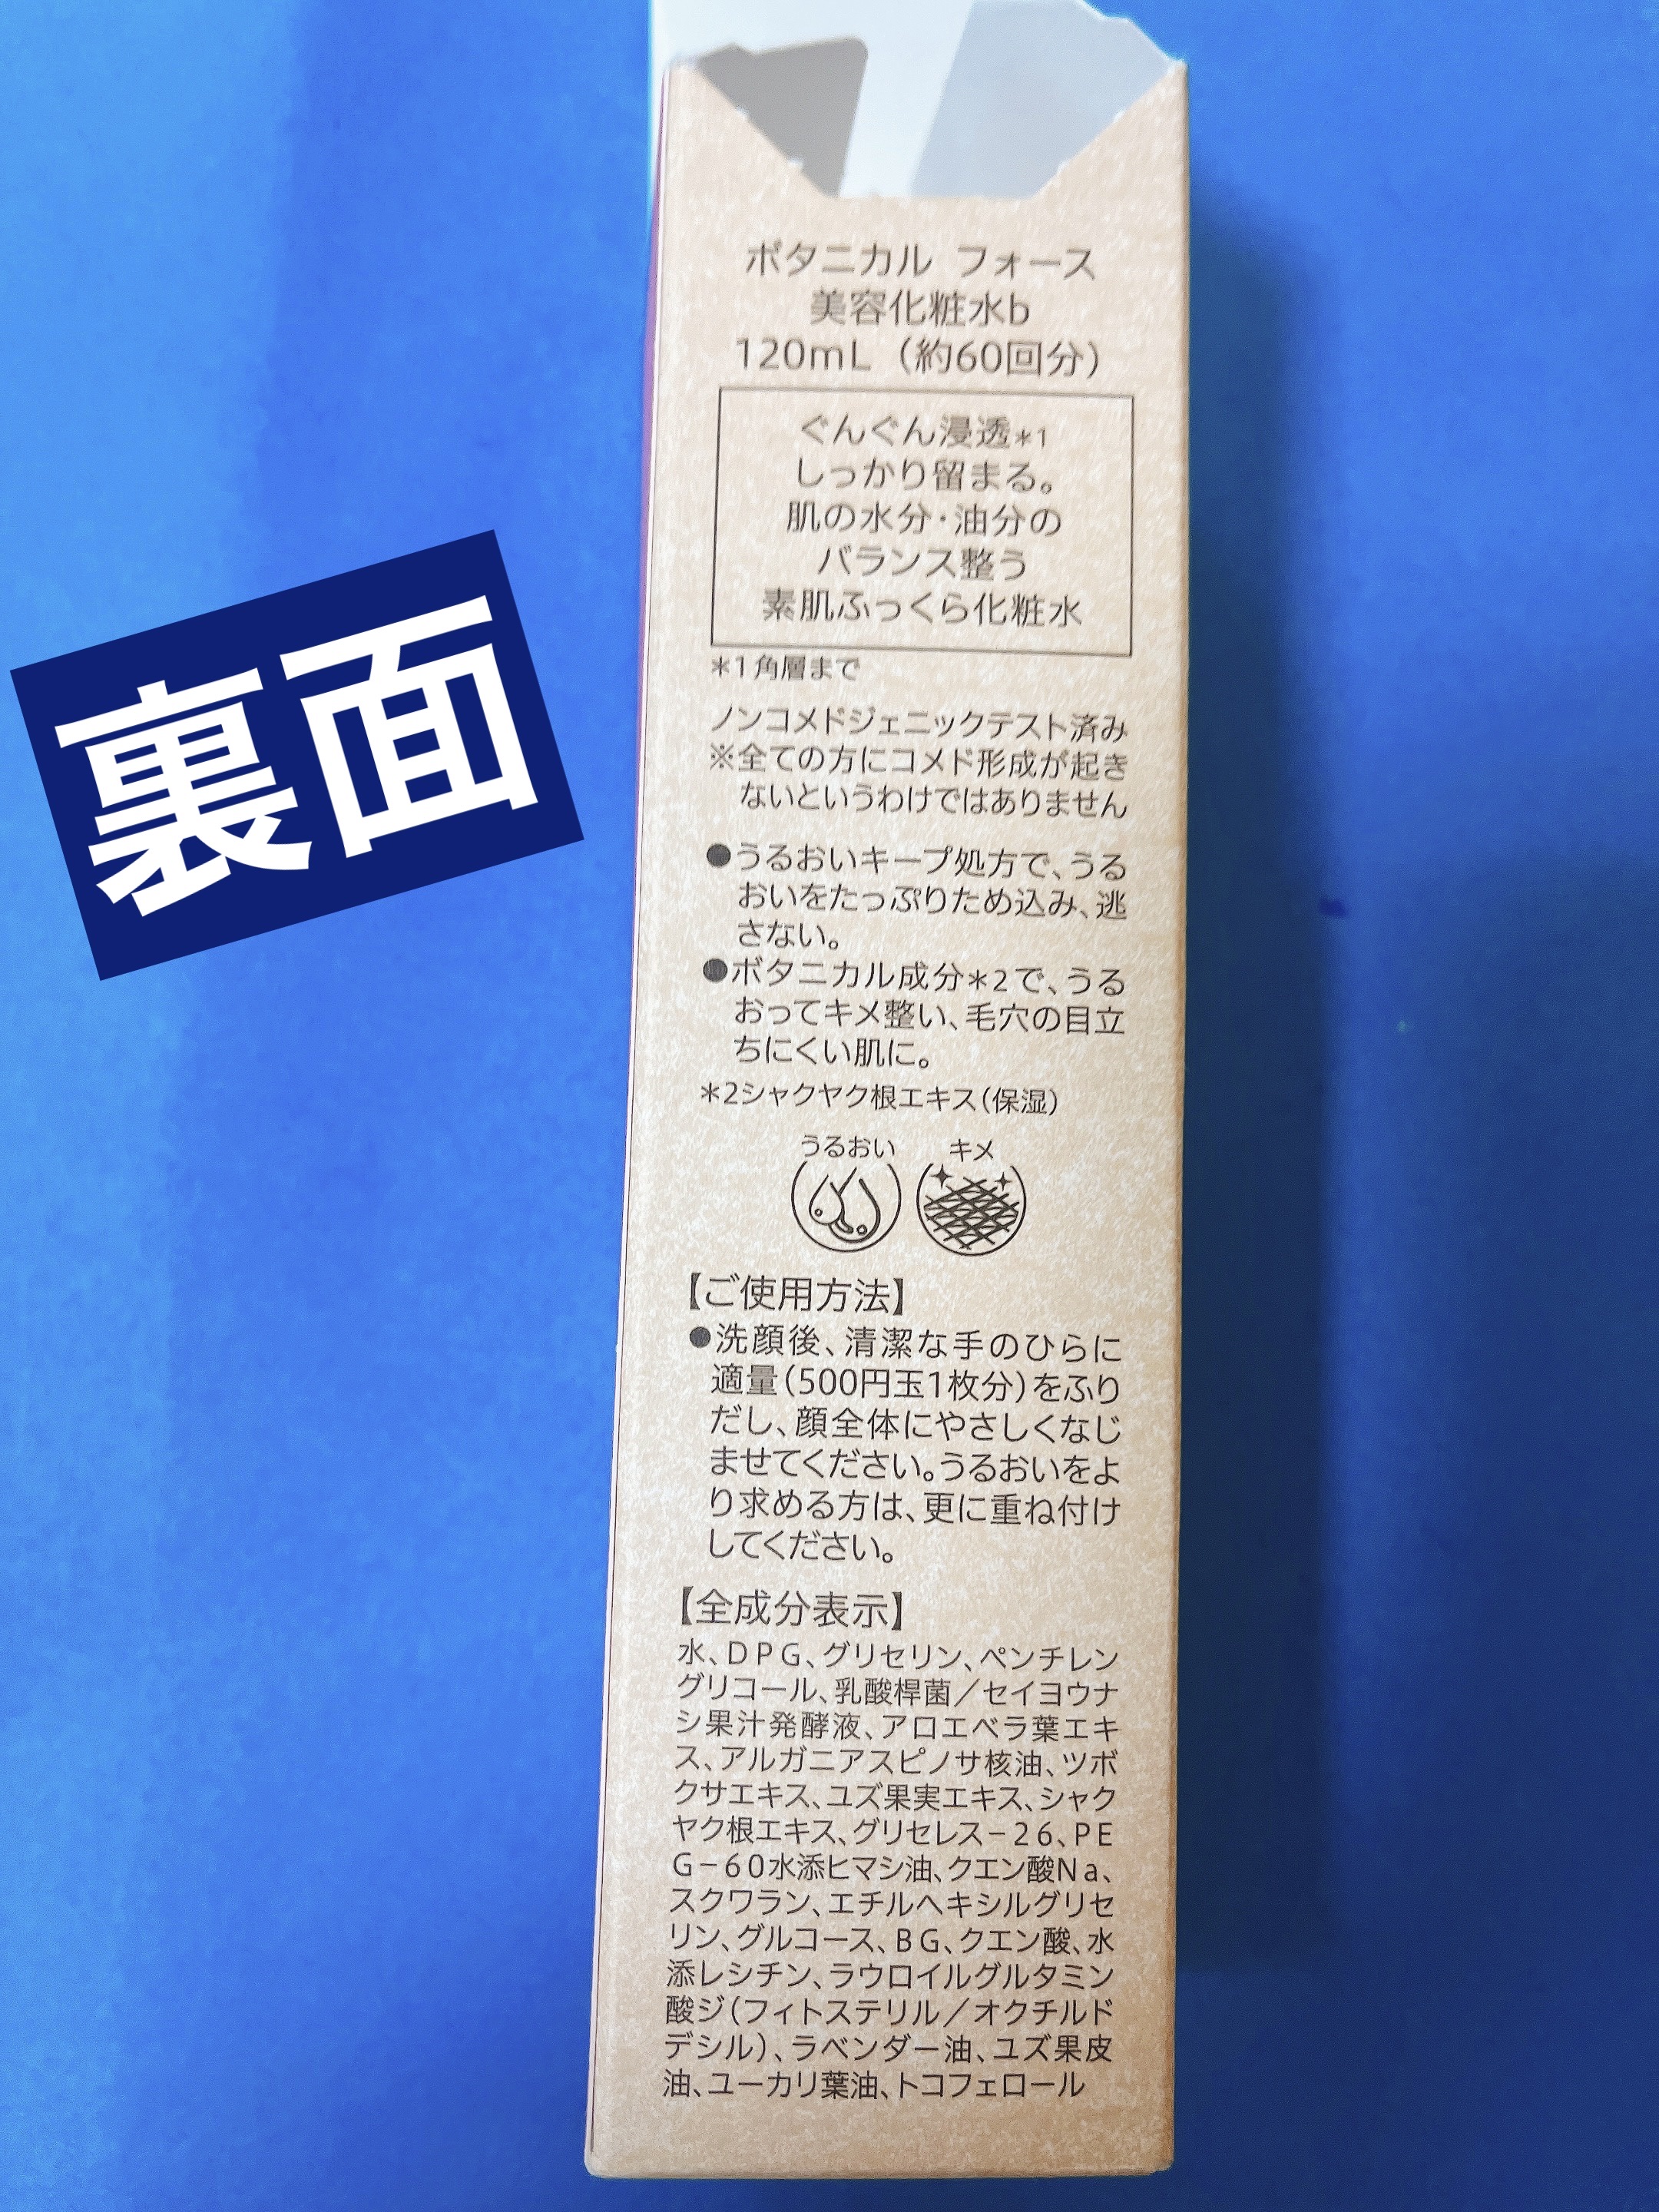 裏面
ボタニカル フォース
美容化粧水b
120mL（約60回分）
ぐんぐん浸透*1
しっかり留まる。
肌の水分・油分の
バランス整う
素肌ふっくら化粧水
*1角層まで
ノンコメドジェニックテスト済み
※全ての方にコメド形成が起き
ないというわけではありません
●うるおいキープ処方で、うる
おいをたっぷりため込み、逃
さない。
●ボタニカル成分*2で、うる
おってキメ整い、毛穴の目立
ちにくい肌に。
*2シャクヤク根エキス（保湿）
うるおい キメ
【ご使用方法】
●洗顔後、清潔な手のひらに
適量（500円玉1枚分）をふり
だし、顔全体にやさしくなじ
ませてください。うるおいをよ
り求める方は、更に重ね付け
してください。
【全成分表示】
水、DPG、グリセリン、ペンチレン
グリコール、乳酸桿菌／セイヨウナ
シ果汁発酵液、アロエベラ葉エキ
ス、アルガニアスピノサ核油、ツボ
クサエキス、ユズ果実エキス、シャク
ヤク根エキス、グリセレス－26、PE
G－60水添ヒマシ油、クエン酸Na、
スクワラン、エチルヘキシルグリセ
リン、グルコース、BG、クエン酸、水
添レシチン、ラウロイルグルタミン
酸ジ（フィトステリル／オクチルド
デシル）、ラベンダー油、ユズ果皮
油、ユーカリ葉油、トコフェロール